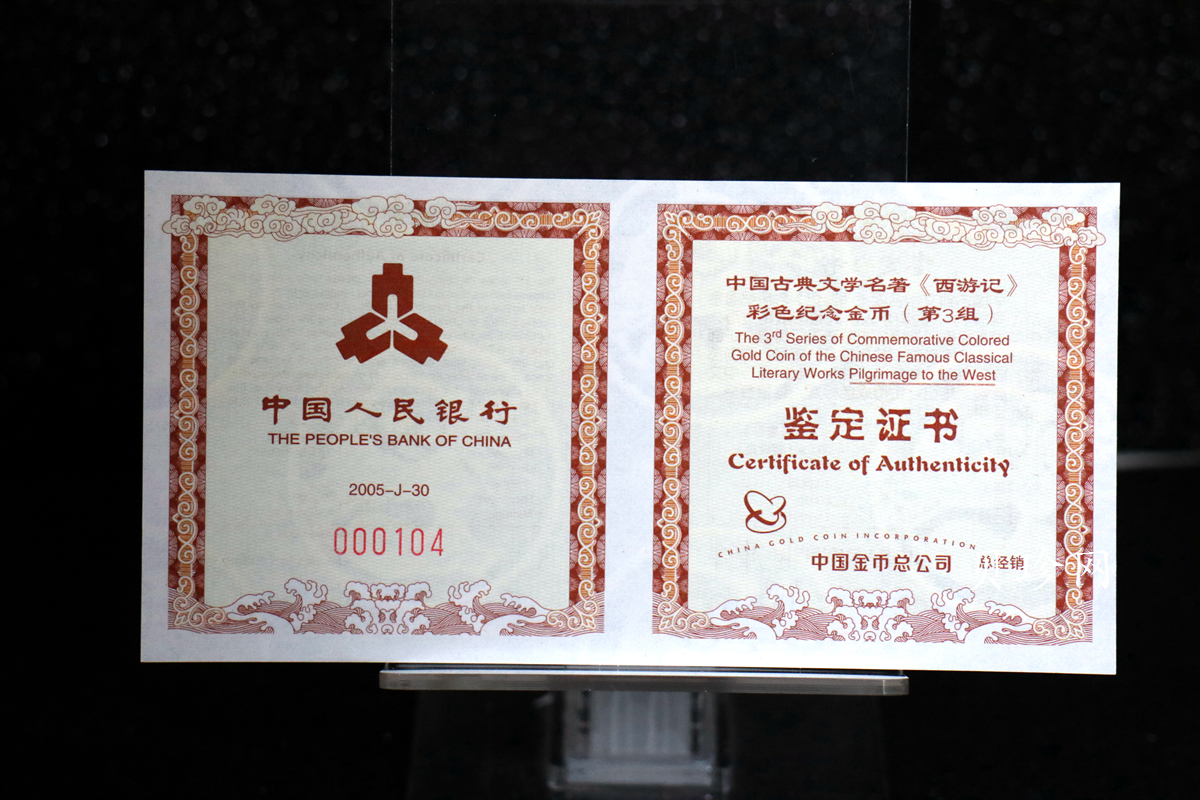 中国人民银行
THE PEOPLE'S BANK OF CHINA
2005-J-30
000104
中国古典文学名著《西游记》
彩色纪念金币（第3组）
The 3rd Series of Commemorative Colored
Gold Coin of the Chinese Famous Classical
Literary Works Pilgrimage to the West
鉴定证书
Certificate of Authenticity
CHINA GOLD COIN INCORPORATION
中国金币总公司 总经销